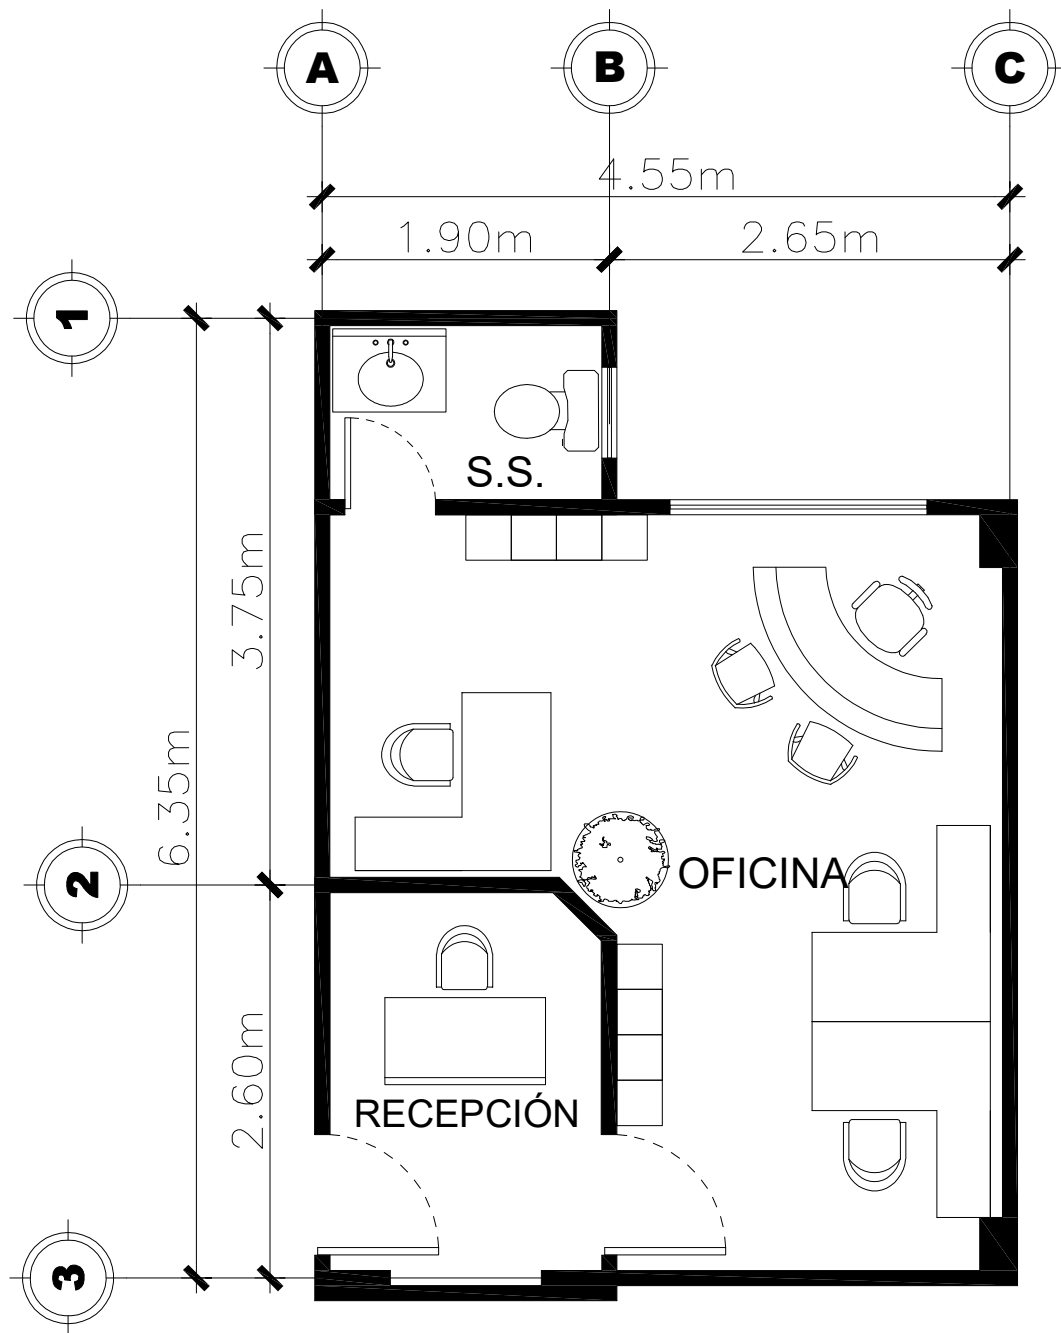 A
B
C
4.55m
1.90m
2.65m
1
S.S.
3.75m
6.35m
2
OFICINA
2.60m
RECEPCIÓN
3